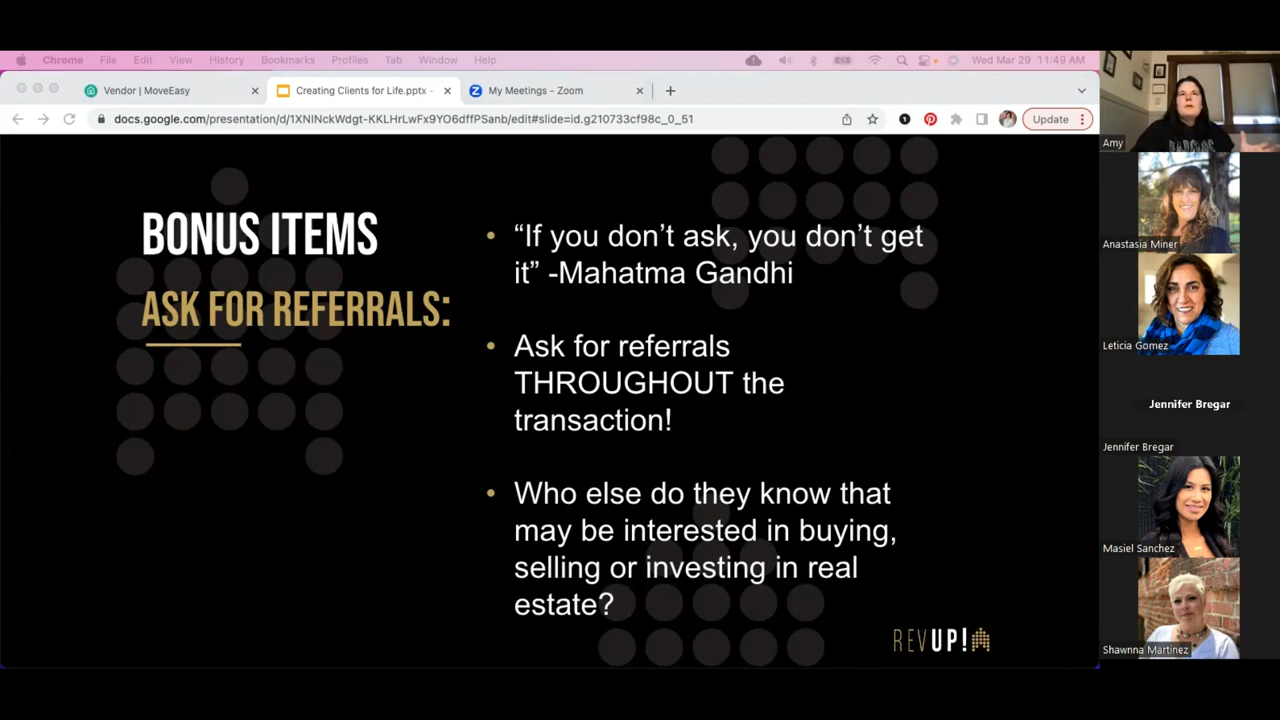 Chrome File Edit View History Bookmarks Profiles Tab Window Help Wed Mar 29 11:49 AM
Vendor | MoveEasy
Creating Clients for Life.pptx -
My Meetings - Zoom
docs.google.com/presentation/d/1XNINckWdgt-KKLHrLwFx9YO6dffPSanb/edit#slide=id.g210733cf98c_0_51
Update
BONUS ITEMS
ASK FOR REFERRALS:
• “If you don’t ask, you don’t get
it” -Mahatma Gandhi
• Ask for referrals
THROUGHOUT the
transaction!
• Who else do they know that
may be interested in buying,
selling or investing in real
estate?
REVUP!
Amy
Anastasia Miner
Leticia Gomez
Jennifer Bregar
Jennifer Bregar
Masiel Sanchez
Shawnna Martinez